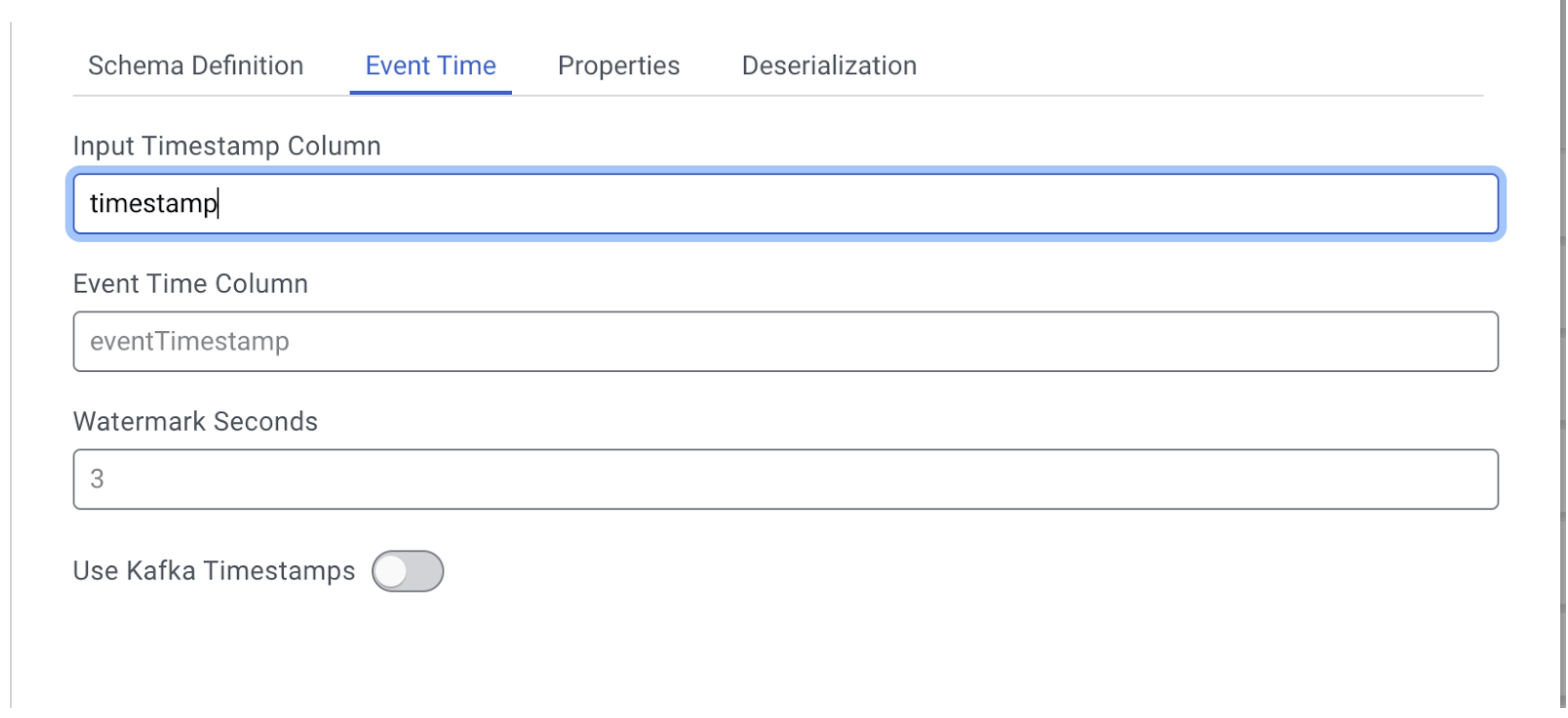 Schema Definition Event Time Properties Deserialization
Input Timestamp Column
timestamp
Event Time Column
eventTimestamp
Watermark Seconds
3
Use Kafka Timestamps